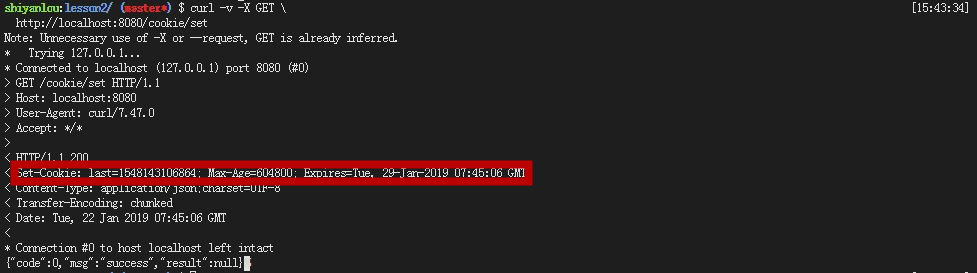 shiyanlou:lesson2/ (master*) $ curl -v -X GET \ [15:43:34]
http://localhost:8080/cookie/set
Note: Unnecessary use of -X or --request, GET is already inferred.
* Trying 127.0.0.1...
* Connected to localhost (127.0.0.1) port 8080 (#0)
> GET /cookie/set HTTP/1.1
> Host: localhost:8080
> User-Agent: curl/7.47.0
> Accept: */*
>
< HTTP/1.1 200
< Set-Cookie: last=1548143106864; Max-Age=604800; Expires=Tue, 29-Jan-2019 07:45:06 GMT
< Content-Type: application/json;charset=UTF-8
< Transfer-Encoding: chunked
< Date: Tue, 22 Jan 2019 07:45:06 GMT
<
* Connection #0 to host localhost left intact
{"code":0,"msg":"success","result":null}